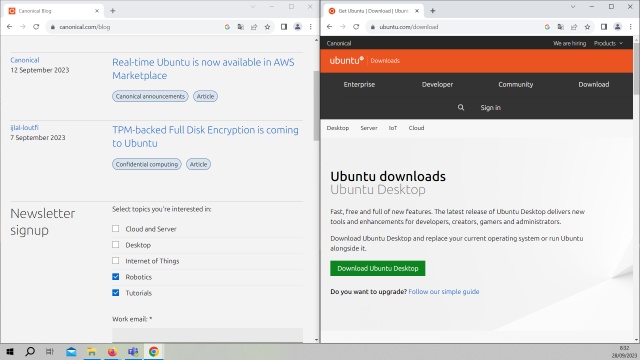 Canonical Blog
canonical.com/blog
Canonical
12 September 2023
Real-time Ubuntu is now available in AWS
Marketplace
Canonical announcements
Article
ijlal-loutfi
7 September 2023
TPM-backed Full Disk Encryption is coming
to Ubuntu
Confidential computing
Article
Newsletter
signup
Select topics you're interested in:
Cloud and Server
Desktop
Internet of Things
Robotics
Tutorials
Work email: *
Get Ubuntu | Download | Ubun
ubuntu.com/download
Canonical
We are hiring
Products
ubuntu
Downloads
Enterprise
Developer
Community
Download
Sign in
Desktop
Server
IoT
Cloud
Ubuntu downloads
Ubuntu Desktop
Fast, free and full of new features. The latest release of Ubuntu Desktop delivers new
tools and enhancements for developers, creators, gamers and administrators.
Download Ubuntu Desktop and replace your current operating system or run Ubuntu
alongside it.
Download Ubuntu Desktop
Do you want to upgrade? Follow our simple guide
8:32
28/09/2023